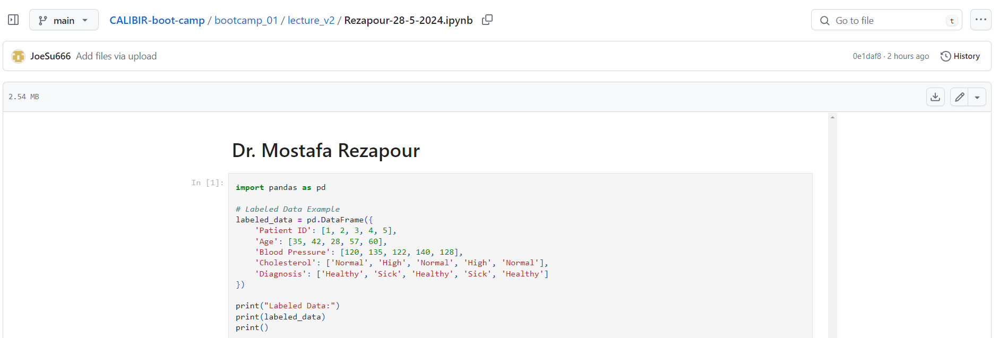 main
CALIBIR-boot-camp / bootcamp_01 / lecture_v2 / Rezapour-28-5-2024.ipynb
Go to file t
JoeSu666 Add files via upload
0e1daf8 · 2 hours ago History
2.54 MB
Dr. Mostafa Rezapour
In [1]:
import pandas as pd
# Labeled Data Example
labeled_data = pd.DataFrame({
    'Patient ID': [1, 2, 3, 4, 5],
    'Age': [35, 42, 28, 57, 60],
    'Blood Pressure': [120, 135, 122, 140, 128],
    'Cholesterol': ['Normal', 'High', 'Normal', 'High', 'Normal'],
    'Diagnosis': ['Healthy', 'Sick', 'Healthy', 'Sick', 'Healthy']
})
print("Labeled Data:")
print(labeled_data)
print()